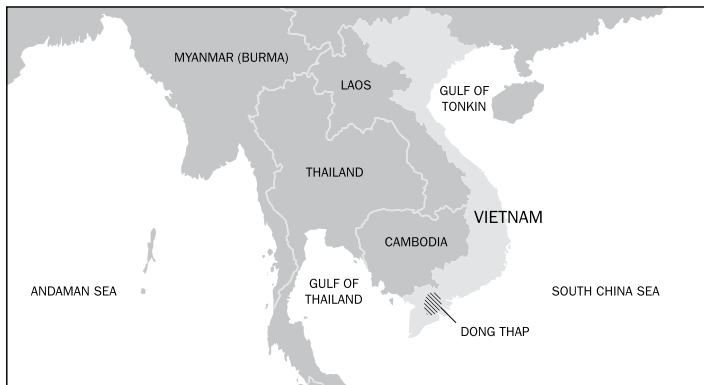 MYANMAR (BURMA)
LAOS
GULF OF
TONKIN
THAILAND
VIETNAM
CAMBODIA
ANDAMAN SEA
GULF OF
THAILAND
SOUTH CHINA SEA
DONG THAP